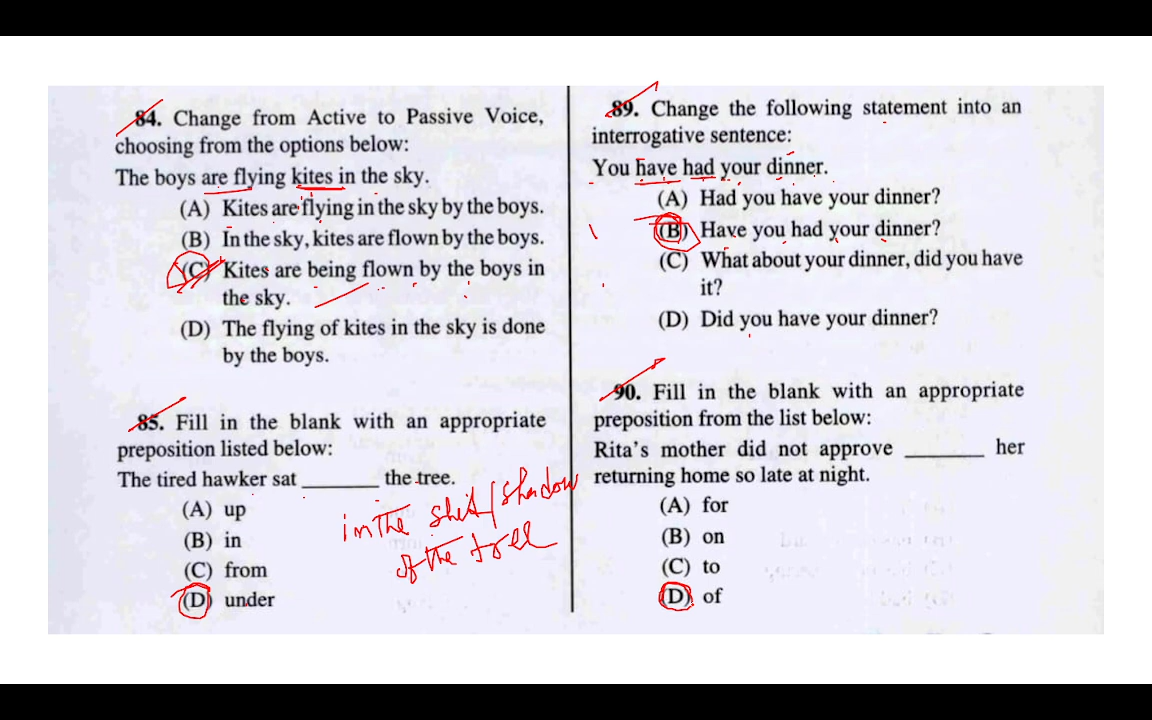 84. Change from Active to Passive Voice,
choosing from the options below:
The boys are flying kites in the sky.
(A) Kites are flying in the sky by the boys.
(B) In the sky, kites are flown by the boys.
(C) Kites are being flown by the boys in
the sky.
(D) The flying of kites in the sky is done
by the boys.
85. Fill in the blank with an appropriate
preposition listed below:
The tired hawker sat ______ the tree.
(A) up
(B) in
(C) from
(D) under
in the / shadow
of the tree
89. Change the following statement into an
interrogative sentence:
You have had your dinner.
(A) Had you have your dinner?
(B) Have you had your dinner?
(C) What about your dinner, did you have
it?
(D) Did you have your dinner?
90. Fill in the blank with an appropriate
preposition from the list below:
Rita's mother did not approve ______ her
returning home so late at night.
(A) for
(B) on
(C) to
(D) of